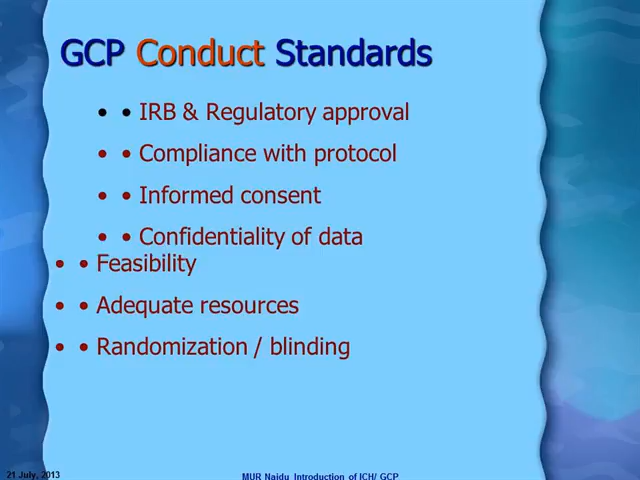 GCP Conduct Standards
• • IRB & Regulatory approval
• • Compliance with protocol
• • Informed consent
• • Confidentiality of data
• • Feasibility
• • Adequate resources
• • Randomization / blinding
21 July, 2013
MUR Naidu Introduction of ICH/ GCP